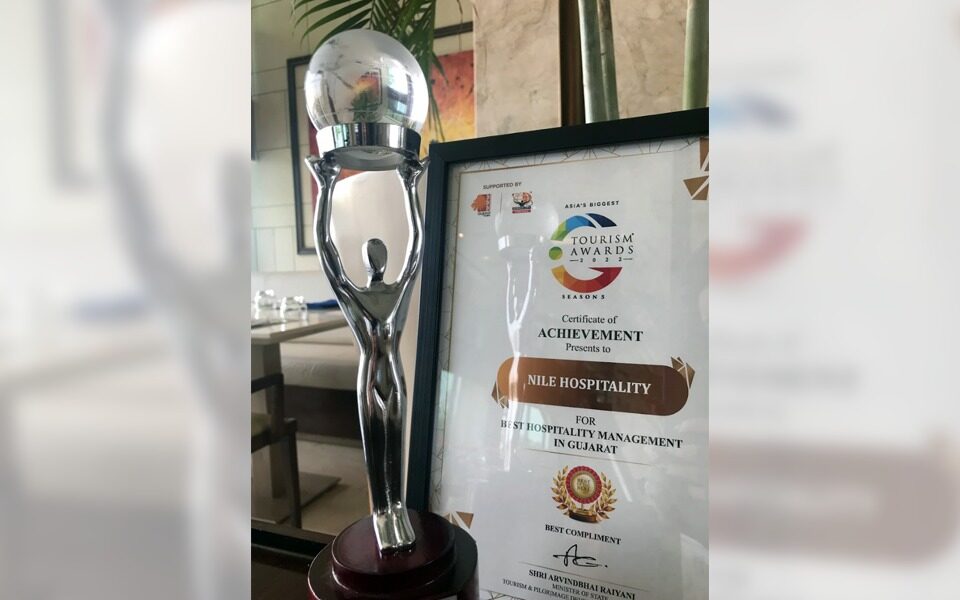 SUPPORTED BY
ASIA'S BIGGEST
TOURISM
AWARDS
2022
SEASON 5
Certificate of
ACHIEVEMENT
Presents to
NILE HOSPITALITY
FOR
BEST HOSPITALITY MANAGEMENT
IN GUJARAT
BEST COMPLIMENT
SHRI ARVINDBHAI RAIYANI
MINISTER OF STATE
TOURISM & PILGRIMAGE